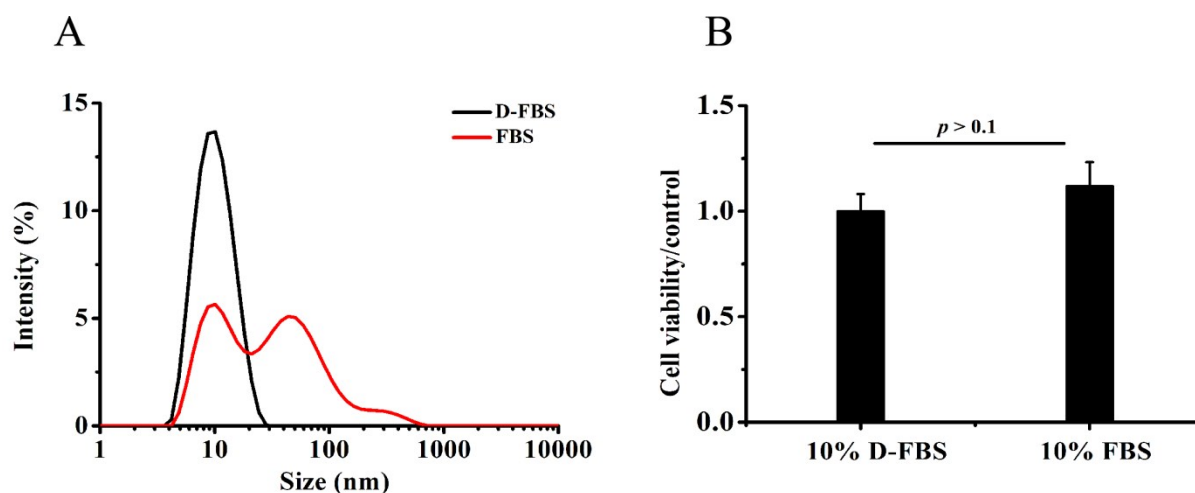 A
B
15
10
5
0
Intensity (%)
D-FBS
FBS
1
10
100
1000
10000
Size (nm)
1.5
1.0
0.5
0.0
Cell viability/control
p > 0.1
10% D-FBS
10% FBS